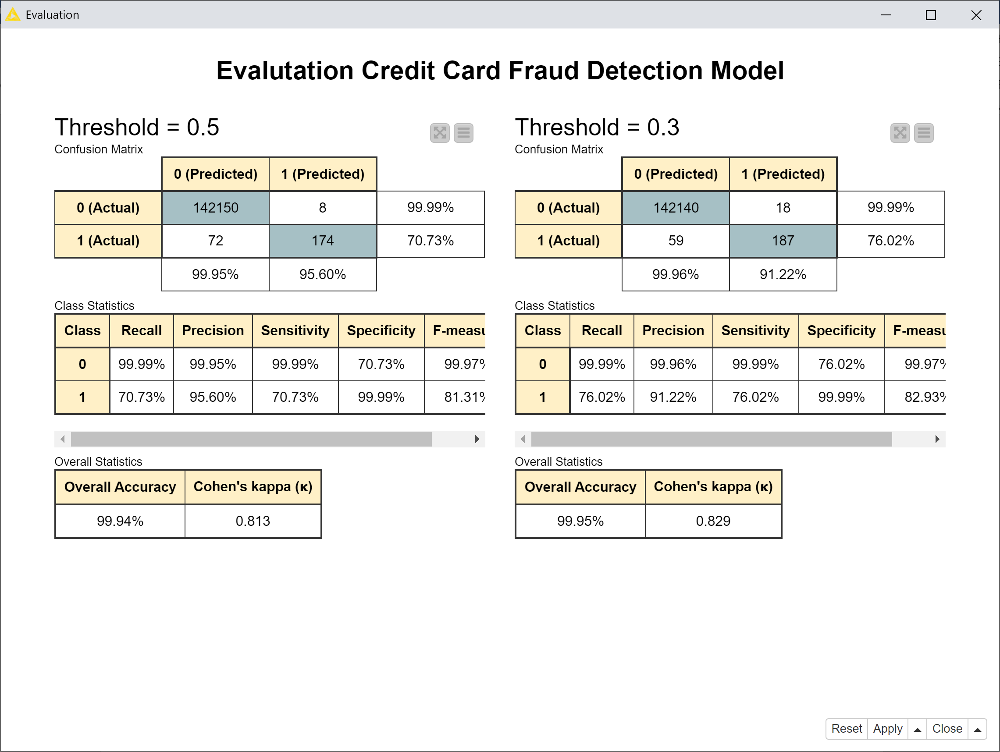 Evaluation
Evalutation Credit Card Fraud Detection Model
Threshold = 0.5
Confusion Matrix
0 (Predicted) 1 (Predicted)
0 (Actual) 142150 8 99.99%
1 (Actual) 72 174 70.73%
99.95% 95.60%
Class Statistics
Class Recall Precision Sensitivity Specificity F-measu
0 99.99% 99.95% 99.99% 70.73% 99.97%
1 70.73% 95.60% 70.73% 99.99% 81.31%
Overall Statistics
Overall Accuracy Cohen's kappa (κ)
99.94% 0.813
Threshold = 0.3
Confusion Matrix
0 (Predicted) 1 (Predicted)
0 (Actual) 142140 18 99.99%
1 (Actual) 59 187 76.02%
99.96% 91.22%
Class Statistics
Class Recall Precision Sensitivity Specificity F-measu
0 99.99% 99.96% 99.99% 76.02% 99.97%
1 76.02% 91.22% 76.02% 99.99% 82.93%
Overall Statistics
Overall Accuracy Cohen's kappa (κ)
99.95% 0.829
Reset Apply Close